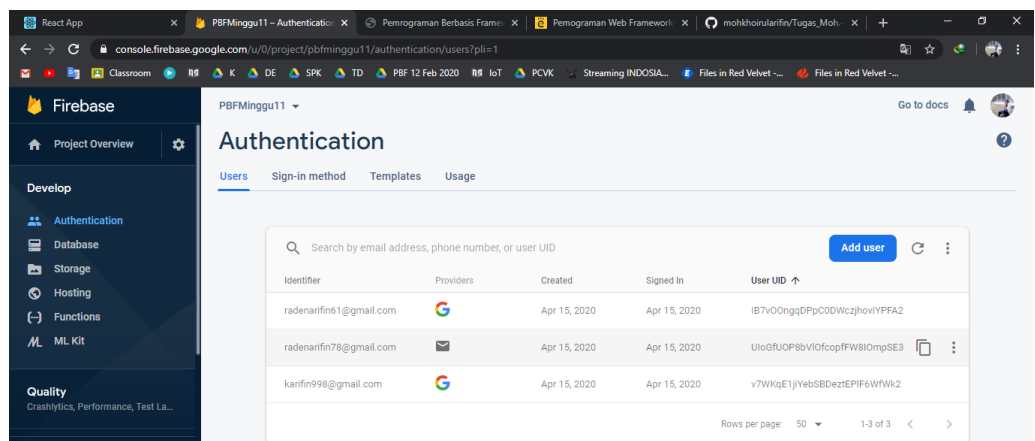 React App
PBFMinggu11 – Authentication
Pemrograman Berbasis Framew
Pemograman Web Framework
mohkhoirularifin/Tugas_Moh.-
console.firebase.google.com/u/0/project/pbfminggu11/authentication/users?pli=1
Classroom
K
DE
SPK
TD
PBF 12 Feb 2020
IoT
PCVK
Streaming INDOSIA...
Files in Red Velvet -...
Files in Red Velvet -...
Firebase
PBFMinggu11
Go to docs
Project Overview
Authentication
Users Sign-in method Templates Usage
Develop
Authentication
Database
Storage
Hosting
Functions
ML Kit
Quality
Crashlytics, Performance, Test La...
Search by email address, phone number, or user UID
Add user
Identifier Providers Created Signed In User UID
radenarifin61@gmail.com Apr 15, 2020 Apr 15, 2020 IB7vOOngqDPpC0DWczjhoviYPFA2
radenarifin78@gmail.com Apr 15, 2020 Apr 15, 2020 UIoGfUOP8bVlOfcopfFW8IOmpSE3
karifin998@gmail.com Apr 15, 2020 Apr 15, 2020 v7WKqE1jiYebSBDeztEPlF6WfWk2
Rows per page: 50 1-3 of 3